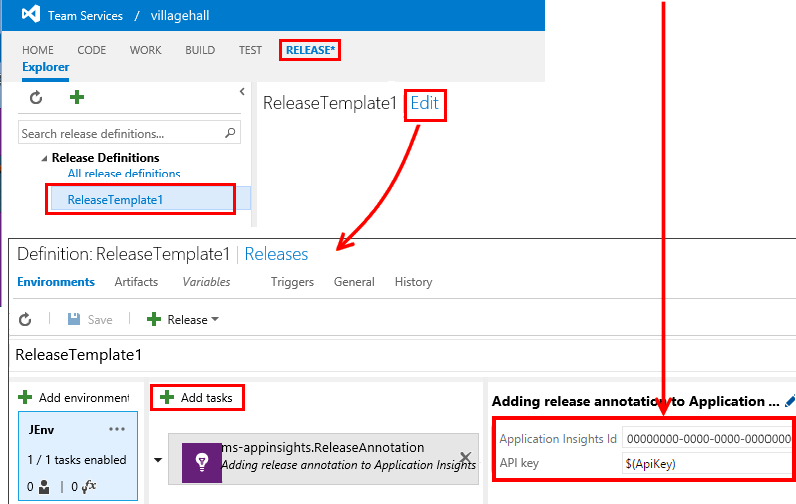 Team Services / villagehall
HOME CODE WORK BUILD TEST RELEASE*
Explorer
ReleaseTemplate1 Edit
Search release definitions...
Release Definitions
All release definitions
ReleaseTemplate1
Definition: ReleaseTemplate1 | Releases
Environments Artifacts Variables Triggers General History
Save Release
ReleaseTemplate1
Add environment
Add tasks
Adding release annotation to Application ...
JEnv ...
1 / 1 tasks enabled
0 | 0 fx
ms-appinsights.ReleaseAnnotation
Adding release annotation to Application Insights
Application Insights Id 00000000-0000-0000-0000000
API key $(ApiKey)